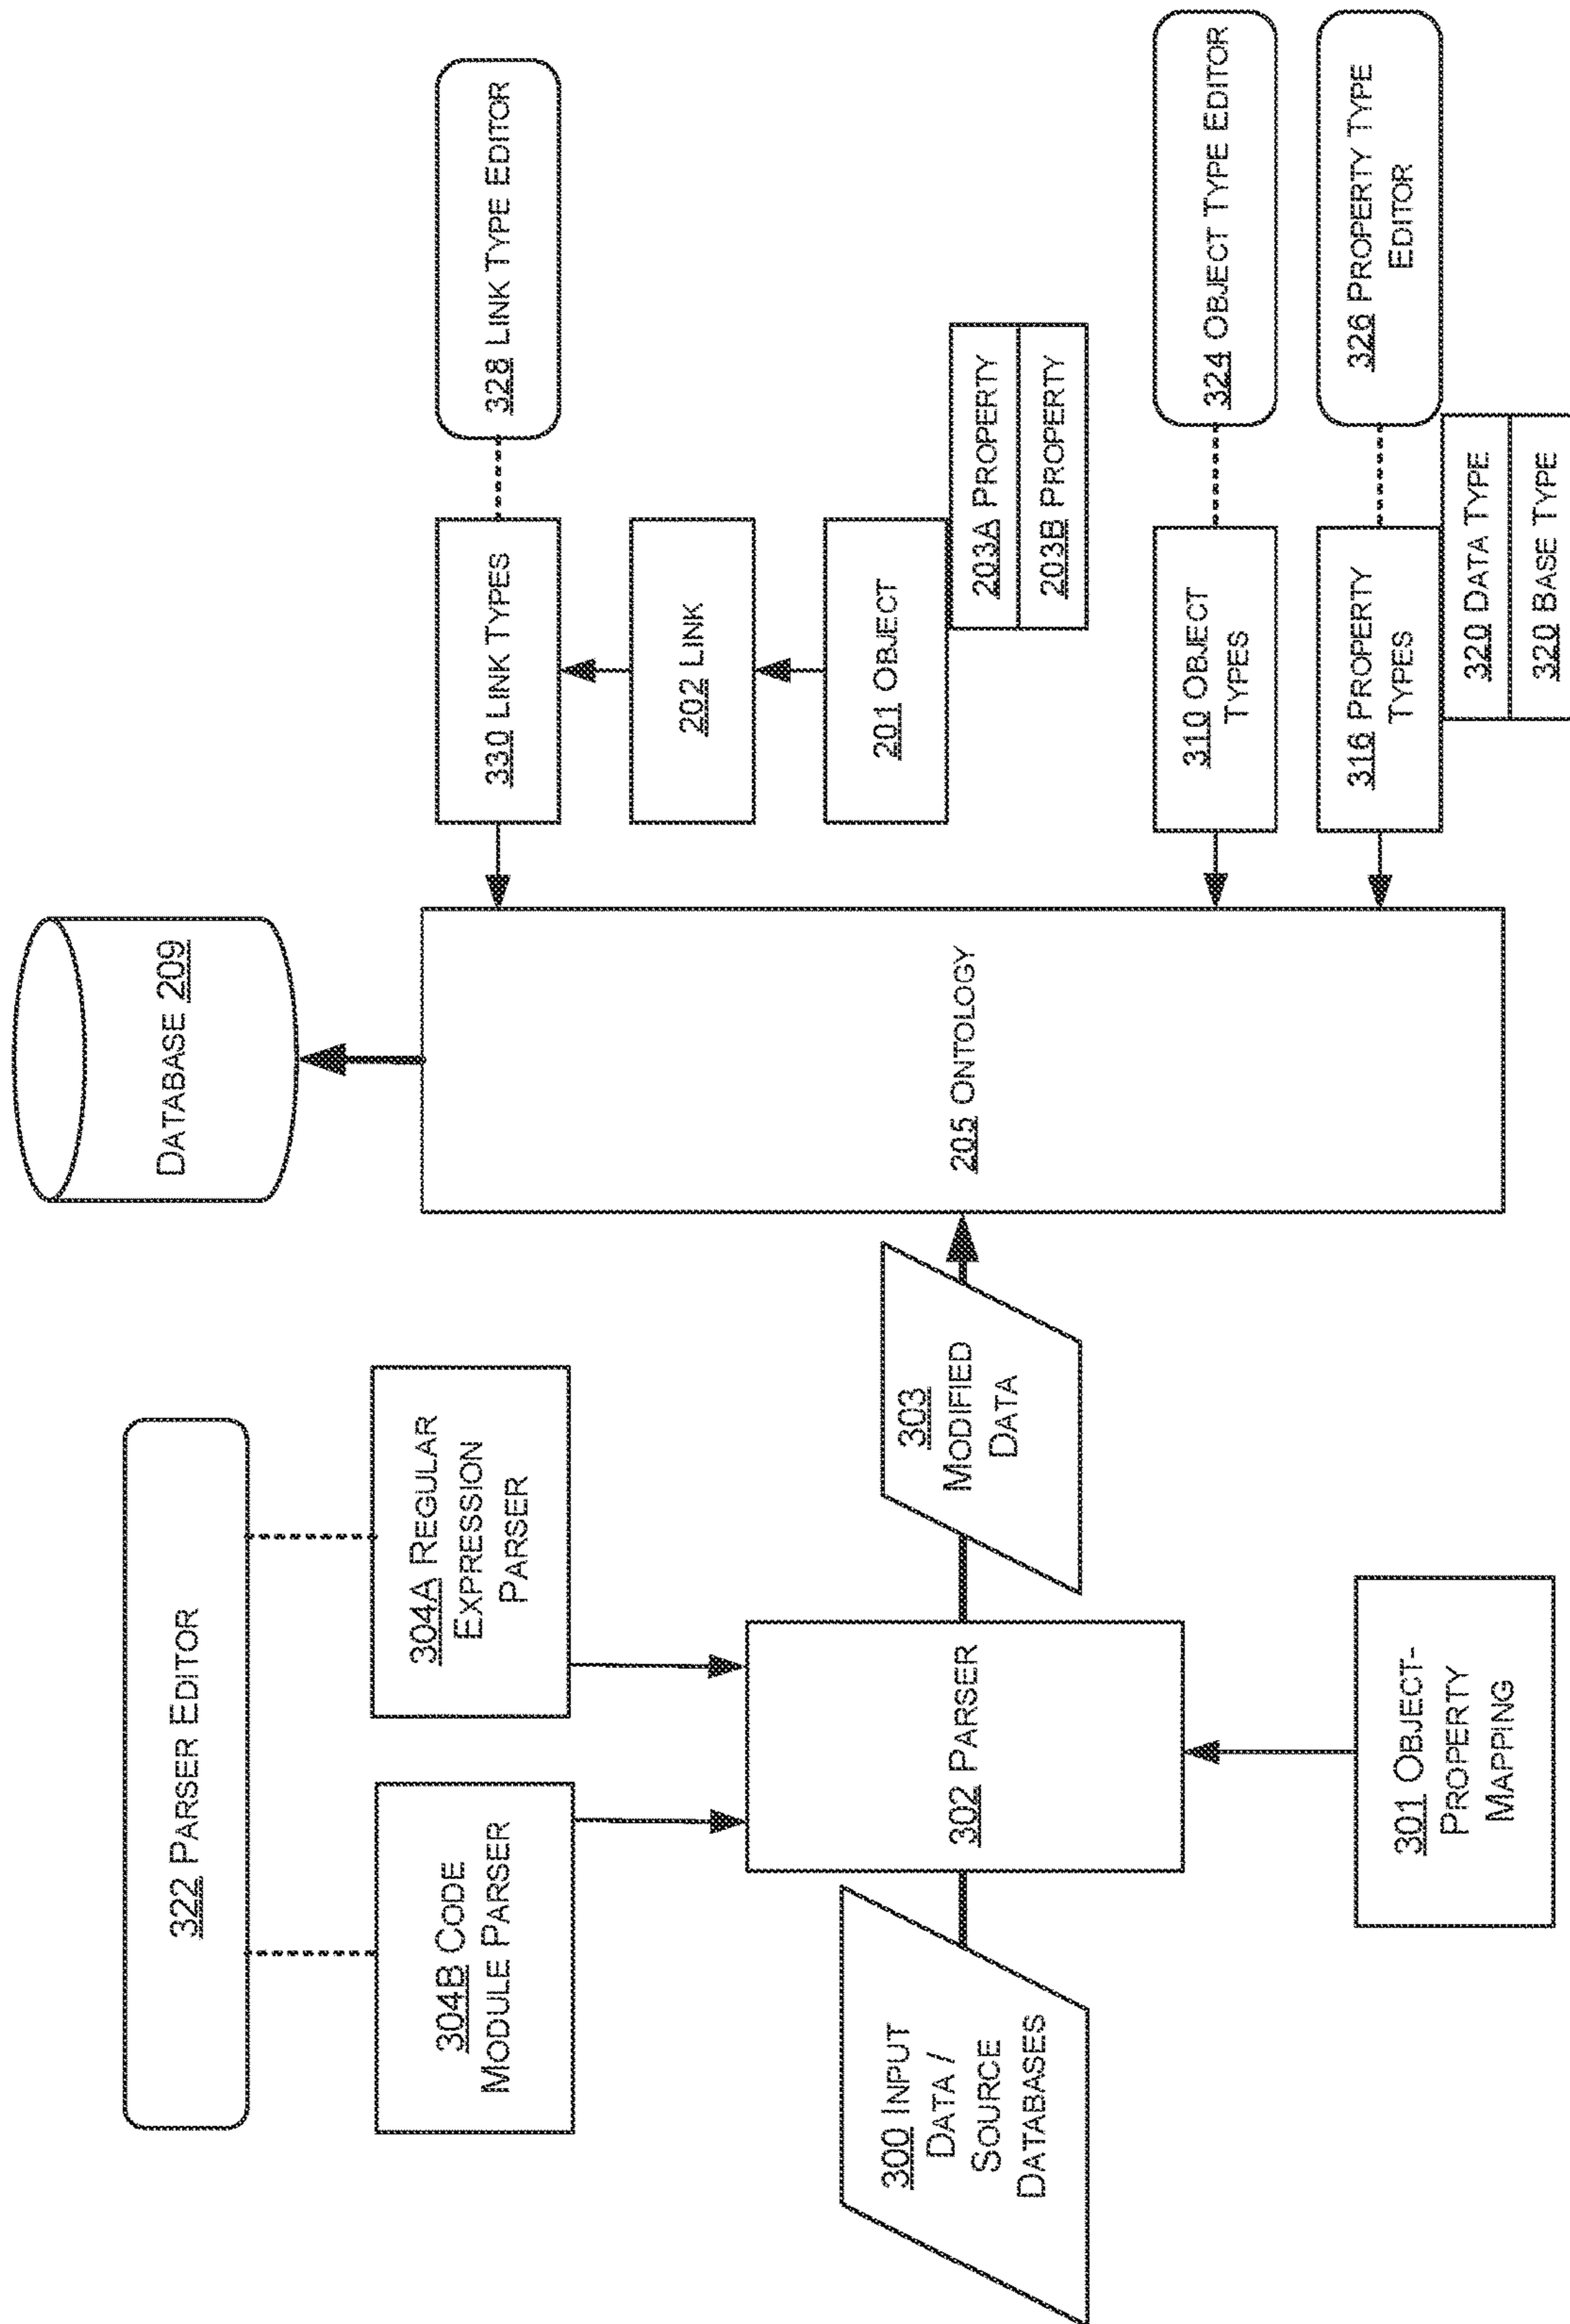 322 PARSER EDITOR
304B CODE
MODULE PARSER
304A REGULAR
EXPRESSION
PARSER
300 INPUT
DATA /
SOURCE
DATABASES
302 PARSER
303
MODIFIED
DATA
301 OBJECT-
PROPERTY
MAPPING
DATABASE 209
205 ONTOLOGY
330 LINK TYPES
328 LINK TYPE EDITOR
202 LINK
201 OBJECT
203A PROPERTY
203B PROPERTY
310 OBJECT
TYPES
324 OBJECT TYPE EDITOR
316 PROPERTY
TYPES
326 PROPERTY TYPE
EDITOR
320 DATA TYPE
320 BASE TYPE